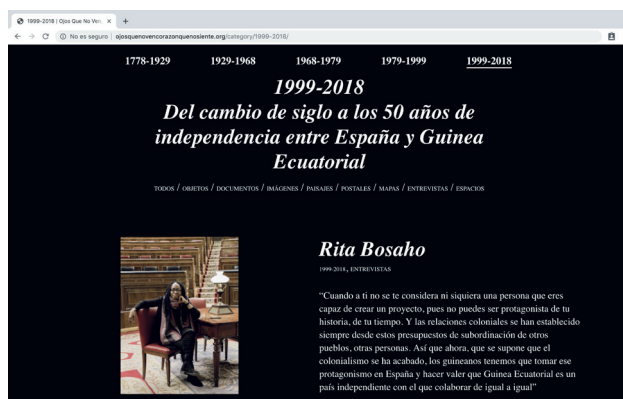 1999-2018 | Ojos Que No Ven
No es seguro | ojosquenovencorazonquenosiente.org/category/1999-2018/
1778-1929 1929-1968 1968-1979 1979-1999 1999-2018
1999-2018
Del cambio de siglo a los 50 años de
independencia entre España y Guinea
Ecuatorial
TODOS / OBJETOS / DOCUMENTOS / IMÁGENES / PAISAJES / POSTALES / MAPAS / ENTREVISTAS / ESPACIOS
Rita Bosaho
1999-2018, ENTREVISTAS
“Cuando a ti no se te considera ni siquiera una persona que eres
capaz de crear un proyecto, pues no puedes ser protagonista de tu
historia, de tu tiempo. Y las relaciones coloniales se han establecido
siempre desde estos presupuestos de subordinación de otros
pueblos, otras personas. Así que ahora, que se supone que el
colonialismo se ha acabado, los guineanos tenemos que tomar ese
protagonismo en España y hacer valer que Guinea Ecuatorial es un
país independiente con el que colaborar de igual a igual”